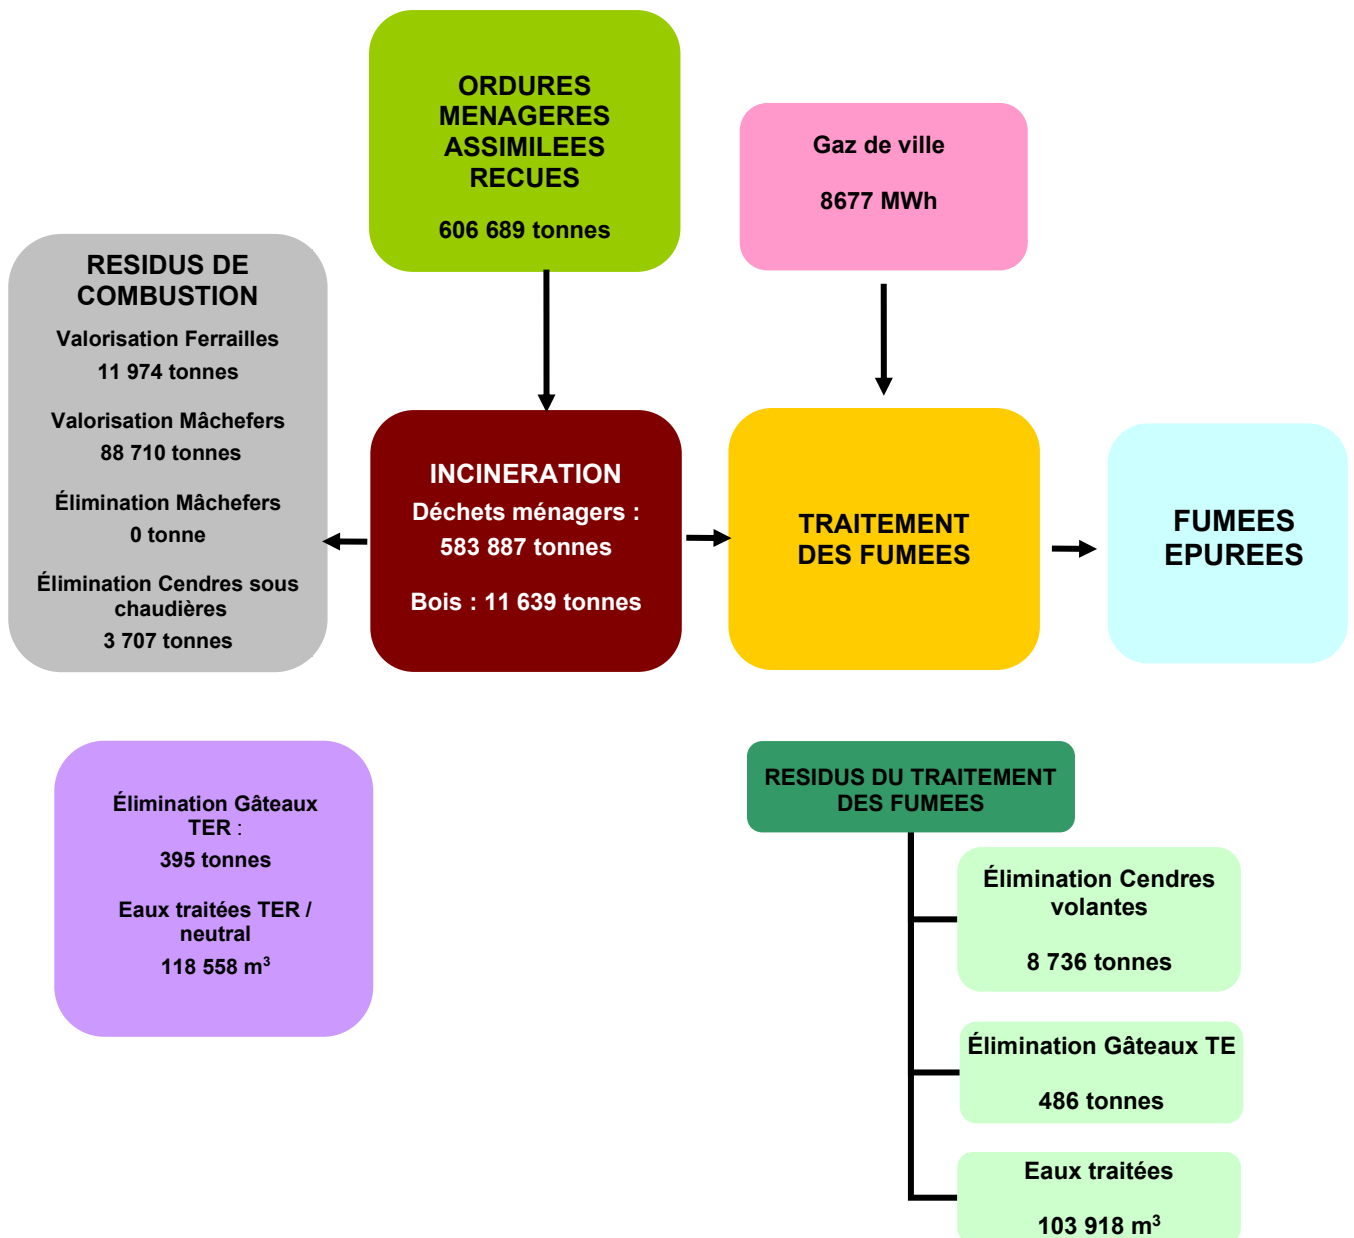 ORDURES
MENAGERES
ASSIMILEES
RECUES
606 689 tonnes
Gaz de ville
8677 MWh
RESIDUS DE
COMBUSTION
Valorisation Ferrailles
11 974 tonnes
Valorisation Mâchefers
88 710 tonnes
Élimination Mâchefers
0 tonne
Élimination Cendres sous
chaudières
3 707 tonnes
INCINERATION
Déchets ménagers :
583 887 tonnes
Bois : 11 639 tonnes
TRAITEMENT
DES FUMEES
FUMEES
EPUREES
Élimination Gâteaux
TER :
395 tonnes
Eaux traitées TER /
neutral
118 558 m³
RESIDUS DU TRAITEMENT
DES FUMEES
Élimination Cendres
volantes
8 736 tonnes
Élimination Gâteaux TE
486 tonnes
Eaux traitées
103 918 m³